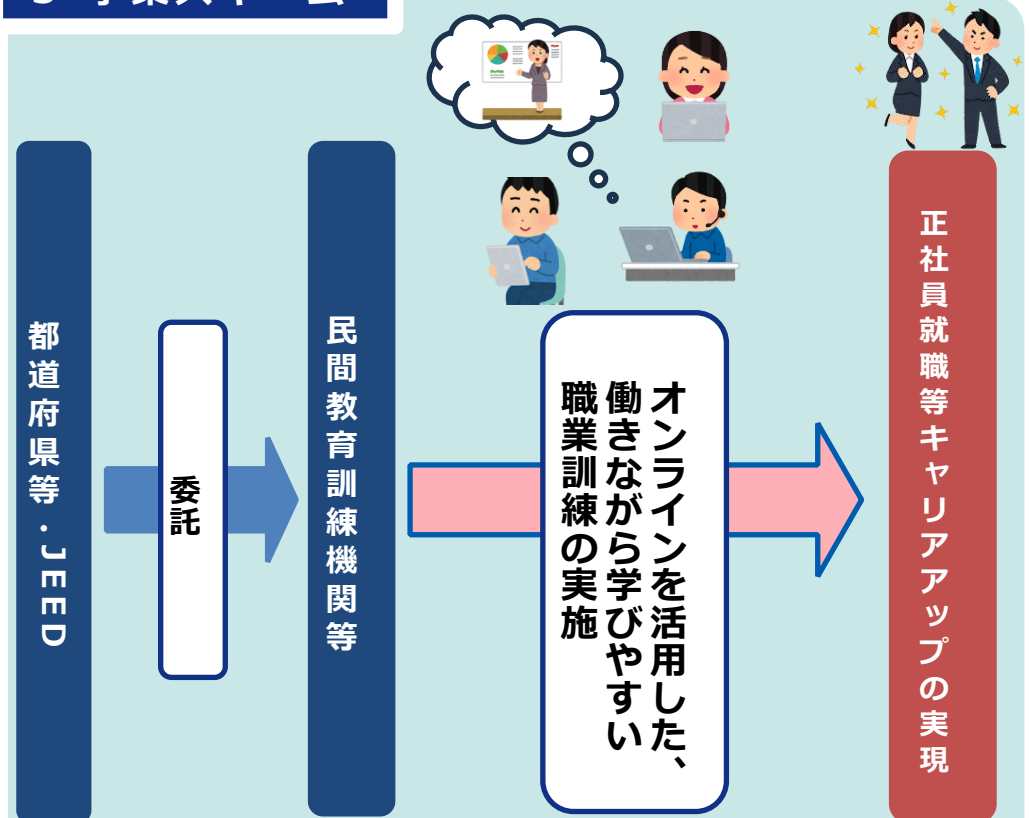 都道府県等．JEED
委託
民間教育訓練機関等
オンラインを活用した、
働きながら学びやすい
職業訓練の実施
正社員就職等キャリアアップの実現